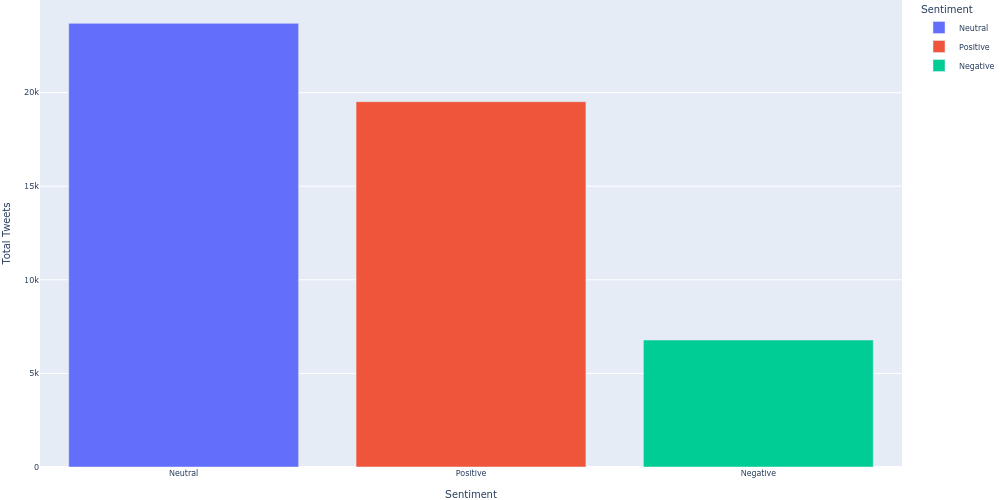 Sentiment
Neutral
Positive
Negative
Total Tweets
20k
15k
10k
5k
0
Neutral
Positive
Negative
Sentiment